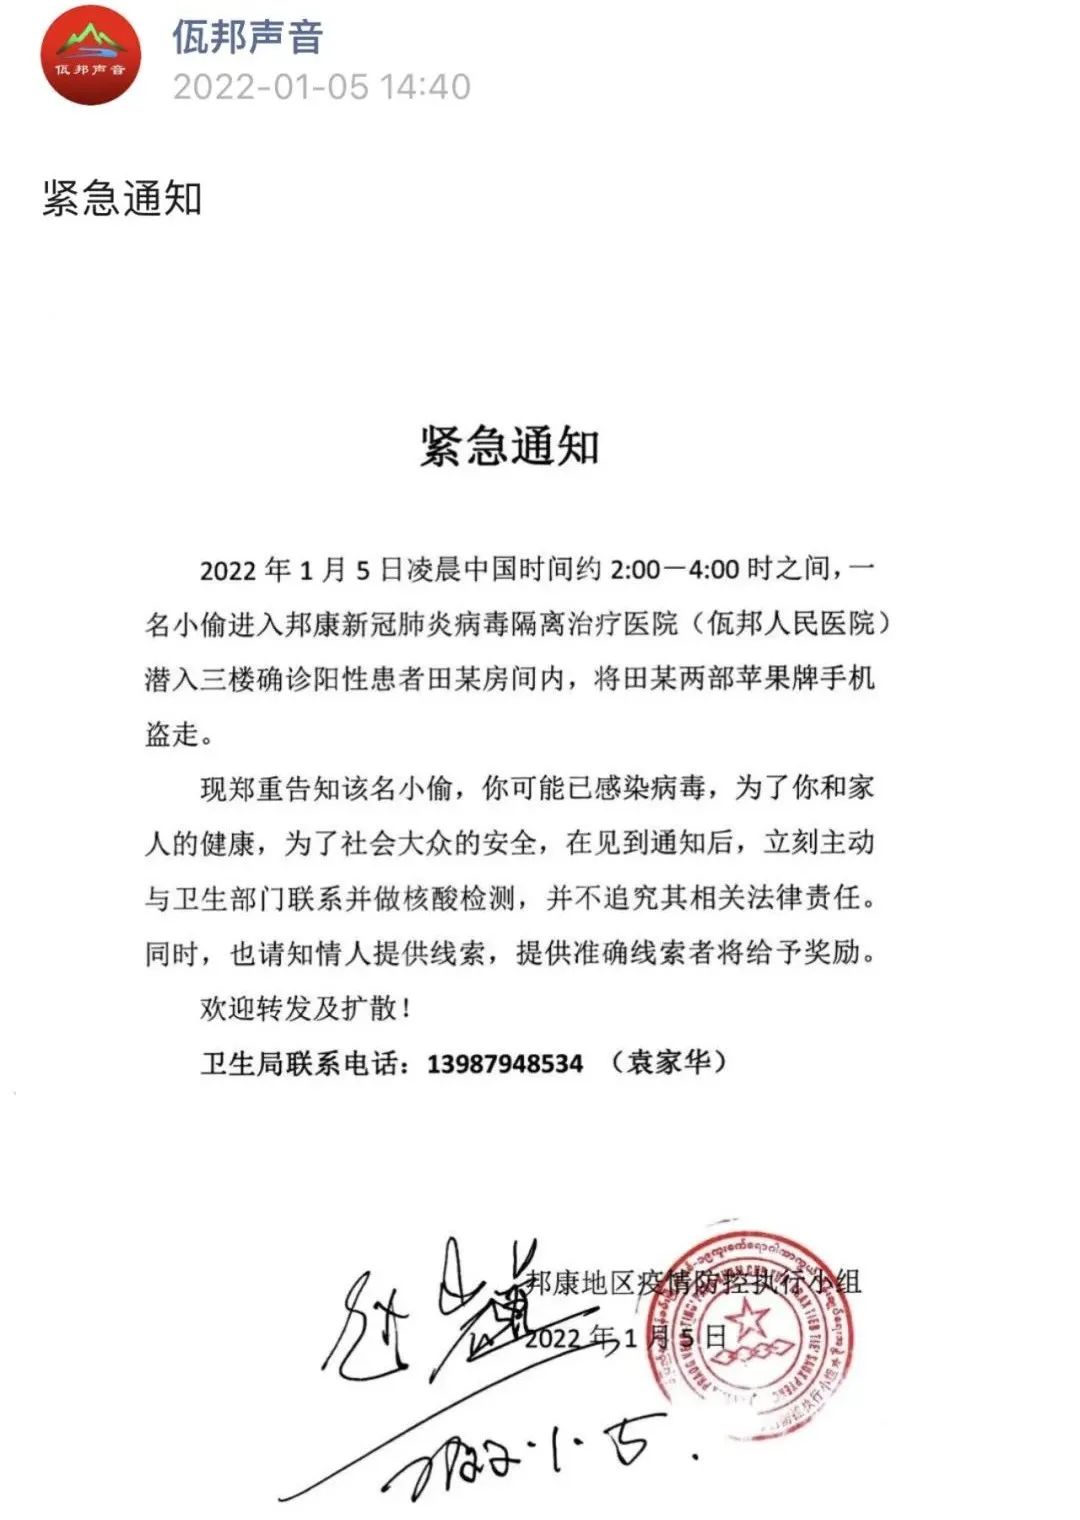 佤邦声音
佤邦声音
2022-01-05 14:40
紧急通知
紧急通知
2022 年 1 月 5 日凌晨中国时间约 2:00－4:00 时之间，一
名小偷进入邦康新冠肺炎病毒隔离治疗医院（佤邦人民医院）
潜入三楼确诊阳性患者田某房间内，将田某两部苹果牌手机
盗走。
现郑重告知该名小偷，你可能已感染病毒，为了你和家
人的健康，为了社会大众的安全，在见到通知后，立刻主动
与卫生部门联系并做核酸检测，并不追究其相关法律责任。
同时，也请知情人提供线索，提供准确线索者将给予奖励。
欢迎转发及扩散！
卫生局联系电话：13987948534 （袁家华）
邦康地区疫情防控执行小组
2022 年 1 月 5 日
2022.1.5.